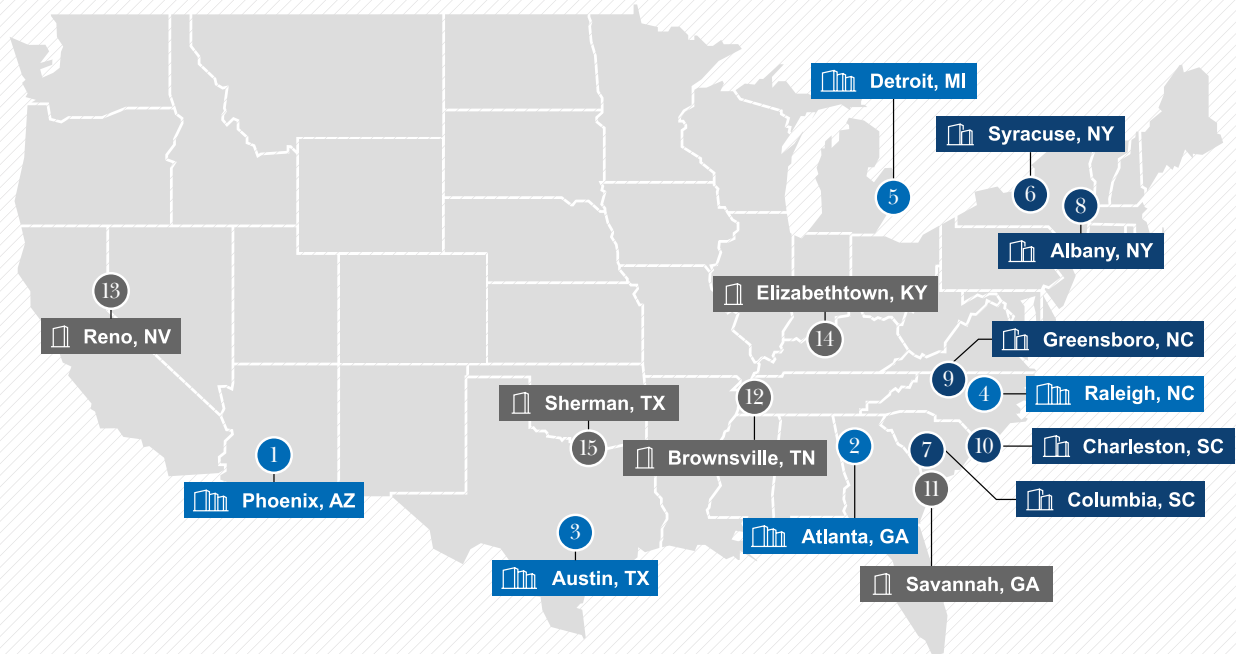 Detroit, MI
5
Syracuse, NY
6
8
Albany, NY
13
Reno, NV
Elizabethtown, KY
14
Greensboro, NC
9
4
Raleigh, NC
Sherman, TX
15
12
Brownsville, TN
1
Phoenix, AZ
2
Atlanta, GA
7
10
Charleston, SC
Columbia, SC
11
3
Austin, TX
Savannah, GA